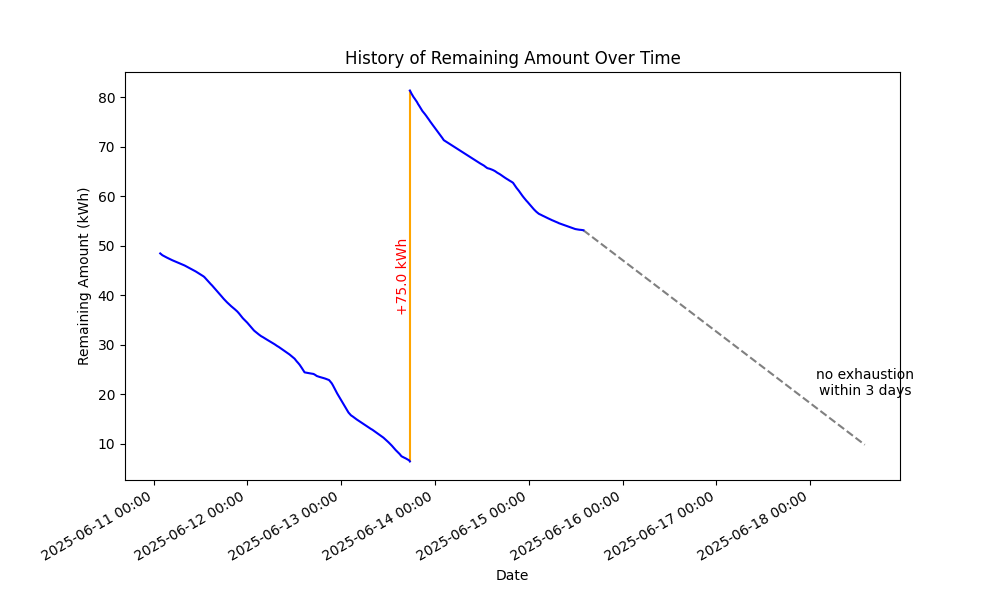 History of Remaining Amount Over Time
Remaining Amount (kWh)
80
70
60
50
40
30
20
10
+75.0 kWh
no exhaustion
within 3 days
2025-06-11 00:00
2025-06-12 00:00
2025-06-13 00:00
2025-06-14 00:00
2025-06-15 00:00
2025-06-16 00:00
2025-06-17 00:00
2025-06-18 00:00
Date